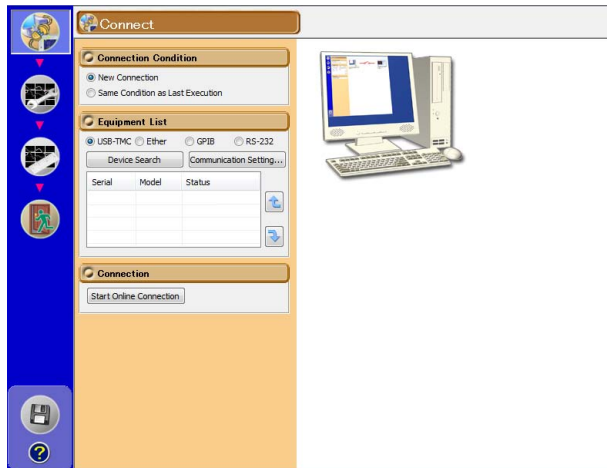 Connect
Connection Condition
New Connection
Same Condition as Last Execution
Equipment List
USB-TMC Ether GPIB RS-232
Device Search Communication Setting...
Serial Model Status
Connection
Start Online Connection
?